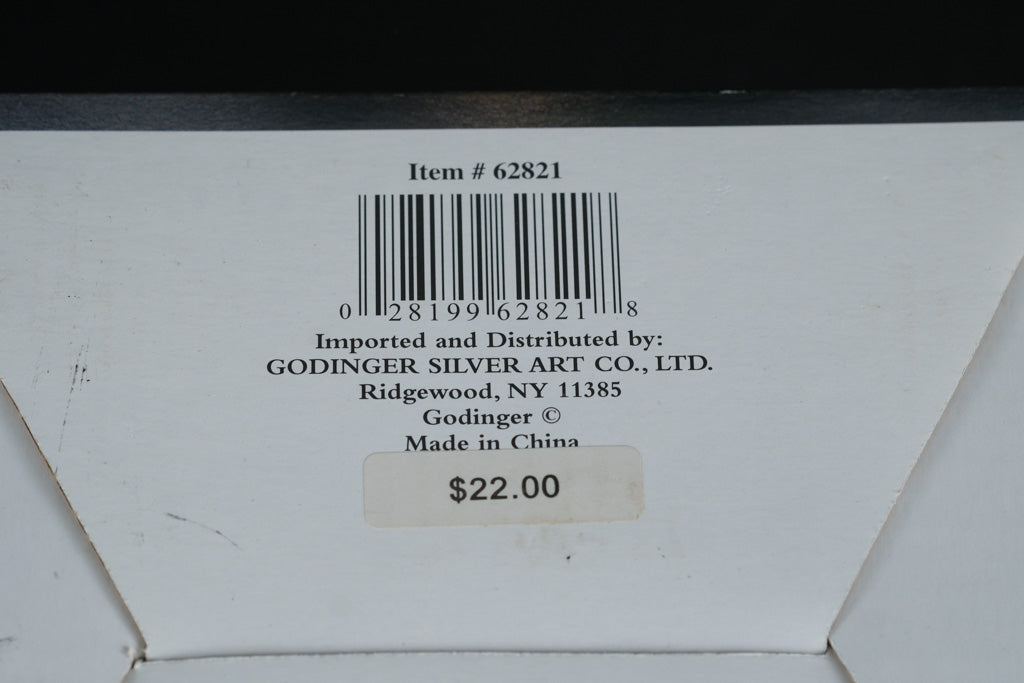 Item # 62821
0 28199 62821 8
Imported and Distributed by:
GODINGER SILVER ART CO., LTD.
Ridgewood, NY 11385
Godinger ©
Made in China
$22.00